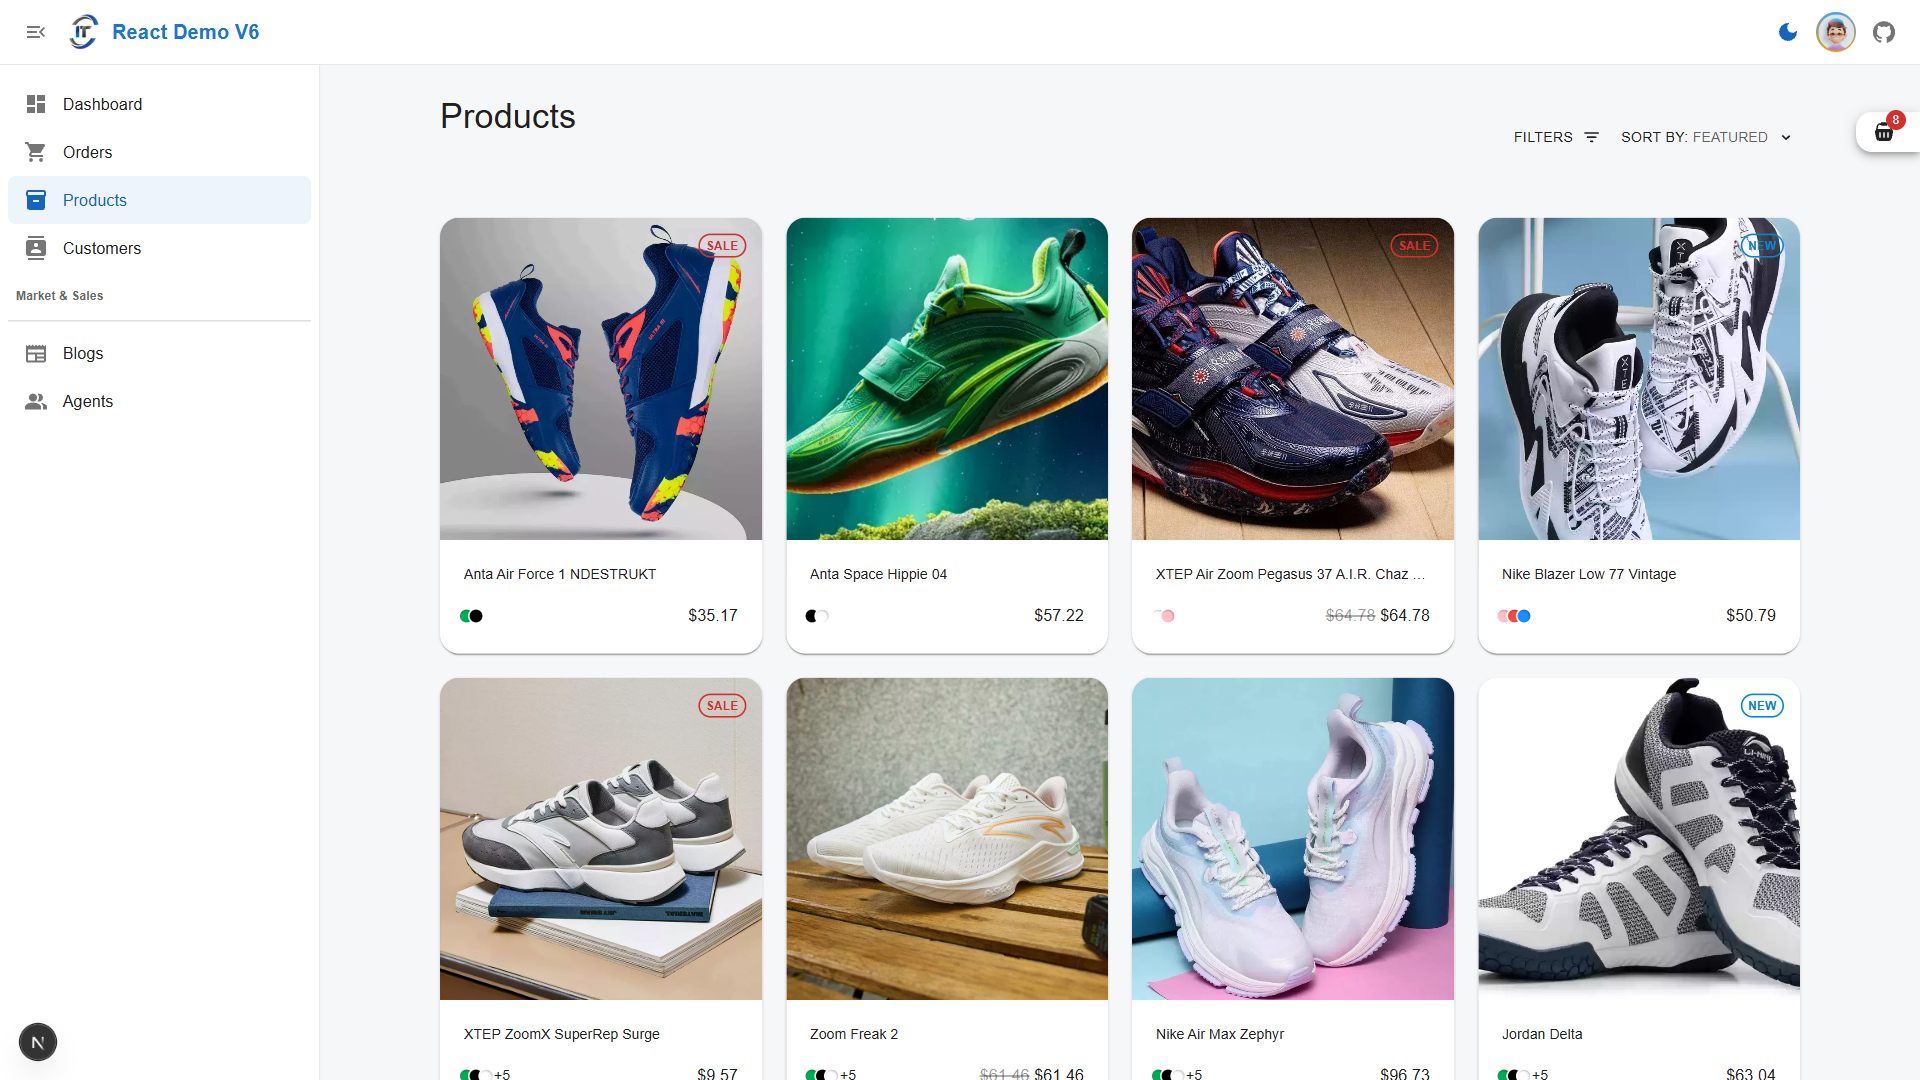 IT
React Demo V6
Dashboard
Orders
Products
Customers
Market & Sales
Blogs
Agents
N
Products
FILTERS
SORT BY: FEATURED
8
SALE
Anta Air Force 1 NDESTRUKT
$35.17
Anta Space Hippie 04
$57.22
SALE
XTEP Air Zoom Pegasus 37 A.I.R. Chaz ...
$64.78 $64.78
NEW
Nike Blazer Low 77 Vintage
$50.79
SALE
XTEP ZoomX SuperRep Surge
+5
$9.57
Zoom Freak 2
+5
$61.46 $61.46
Nike Air Max Zephyr
+5
$96.73
NEW
LI-NING
Jordan Delta
+5
$63.04